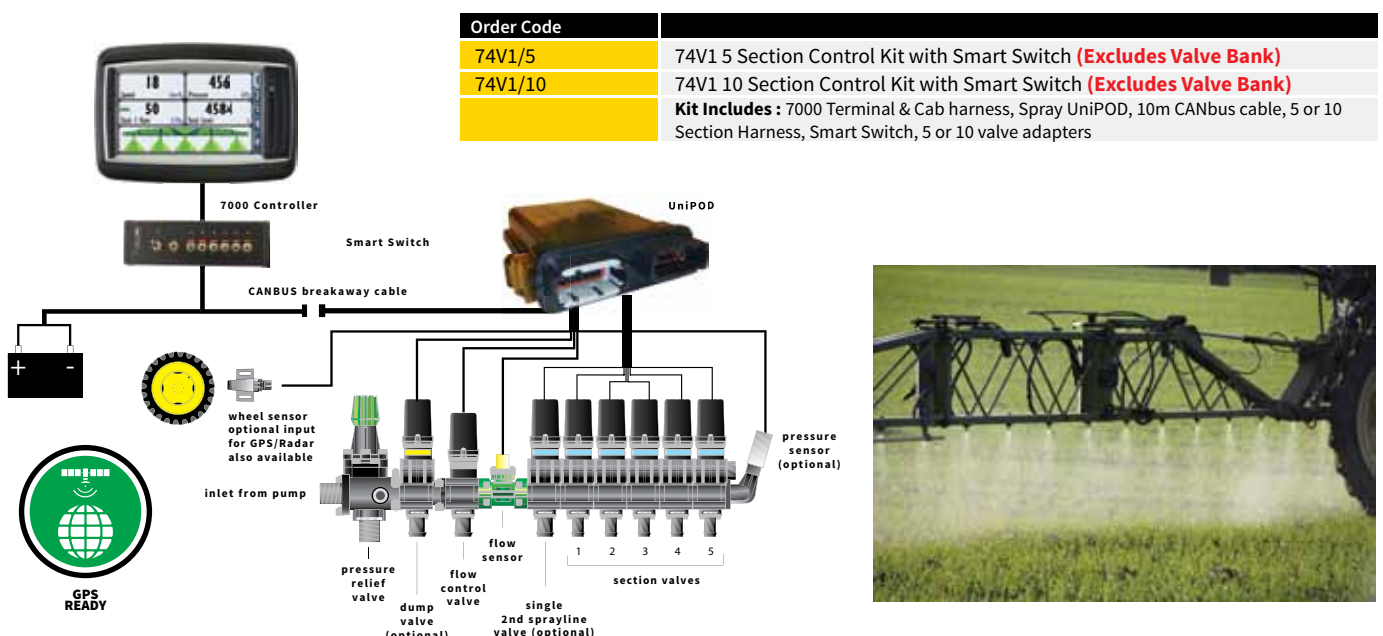 Order Code
74V1/5 74V1 5 Section Control Kit with Smart Switch (Excludes Valve Bank)
74V1/10 74V1 10 Section Control Kit with Smart Switch (Excludes Valve Bank)
Kit Includes : 7000 Terminal & Cab harness, Spray UniPOD, 10m CANbus cable, 5 or 10
Section Harness, Smart Switch, 5 or 10 valve adapters
18 456
50 4584
7000 Controller
UniPOD
Smart Switch
CANBUS breakaway cable
+ -
wheel sensor
optional input
for GPS/Radar
also available
pressure
sensor
(optional)
inlet from pump
flow
sensor
1 2 3 4 5
section valves
pressure
relief
valve
flow
control
valve
dump
valve
(optional)
single
2nd sprayline
valve (optional)
GPS
READY